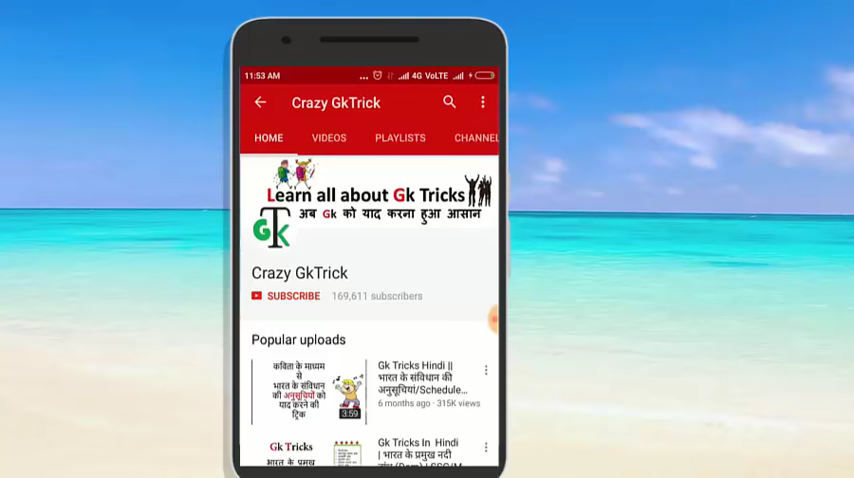 11:53 AM
... 4G VoLTE
Crazy GkTrick
HOME VIDEOS PLAYLISTS CHANNEL
Learn all about Gk Tricks
अब Gk को याद करना हुआ आसान
GTK
Crazy GkTrick
SUBSCRIBE 169,611 subscribers
Popular uploads
कविता के माध्यम
से
भारत के संविधान
की अनुसूचियों को
याद करने की
ट्रिक
3:59
Gk Tricks Hindi ||
भारत के संविधान की
अनुसूचियां/Schedule...
6 months ago · 315K views
Gk Tricks
भारत के प्रमुख
Gk Tricks In Hindi
| भारत के प्रमुख नदी